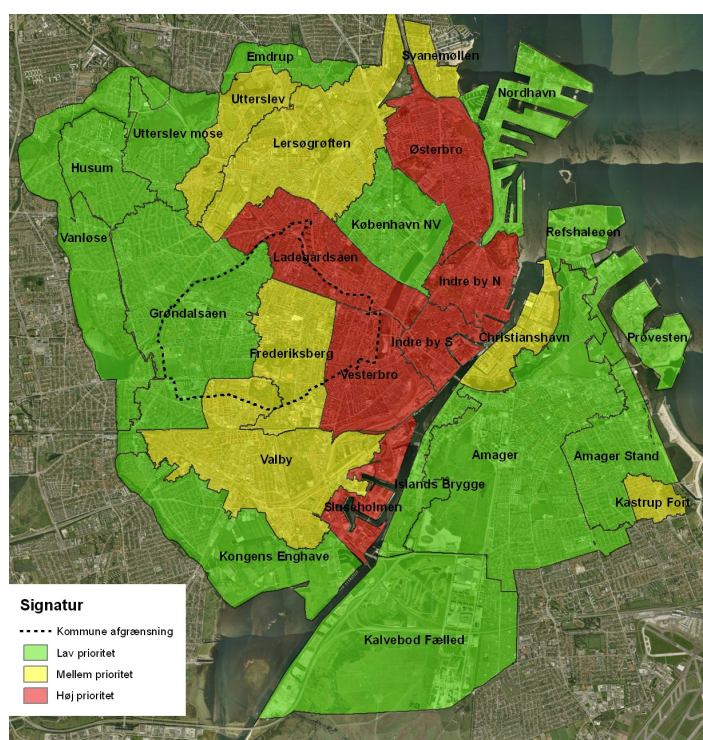 Svanemøllen
Emdrup
Nordhavn
Utterslev
Utterslev mose
Lersøgrøften
Østerbro
Husum
København NV
Vanløse
Refshaleøen
Ladegårdsåen
Indre by N
Grøndalsåen
Christianshavn
Prøvesten
Indre by S
Frederiksberg
Vesterbro
Valby
Amager
Amager Stand
Islands Brygge
Kastrup Fort
Sluseholmen
Kongens Enghave
Kalvebod Fælled
Signatur
Kommune afgrænsning
Lav prioritet
Mellem prioritet
Høj prioritet